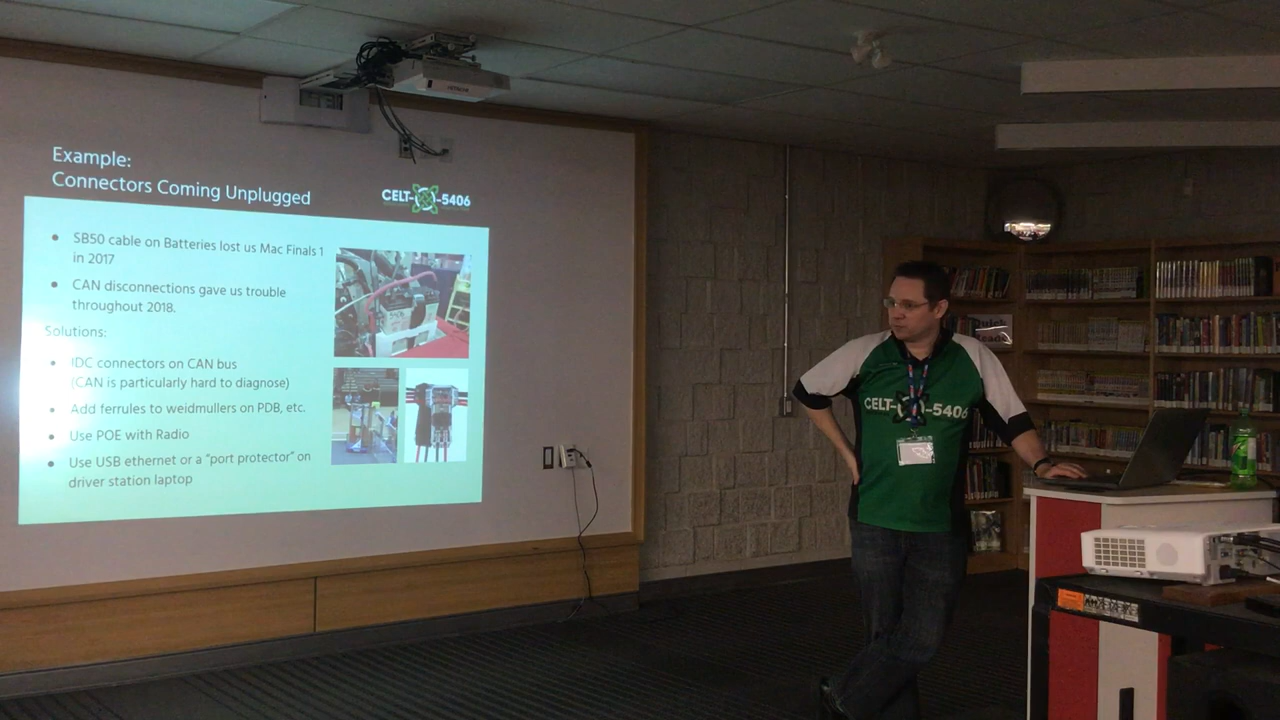 Example:
Connectors Coming Unplugged
CELT-X-5406
• SB50 cable on Batteries lost us Mac Finals 1
in 2017
• CAN disconnections gave us trouble
throughout 2018.
Solutions:
• IDC connectors on CAN bus
(CAN is particularly hard to diagnose)
• Add ferrules to weidmullers on PDB, etc.
• Use POE with Radio
• Use USB ethernet or a "port protector" on
driver station laptop
CELT-X-5406